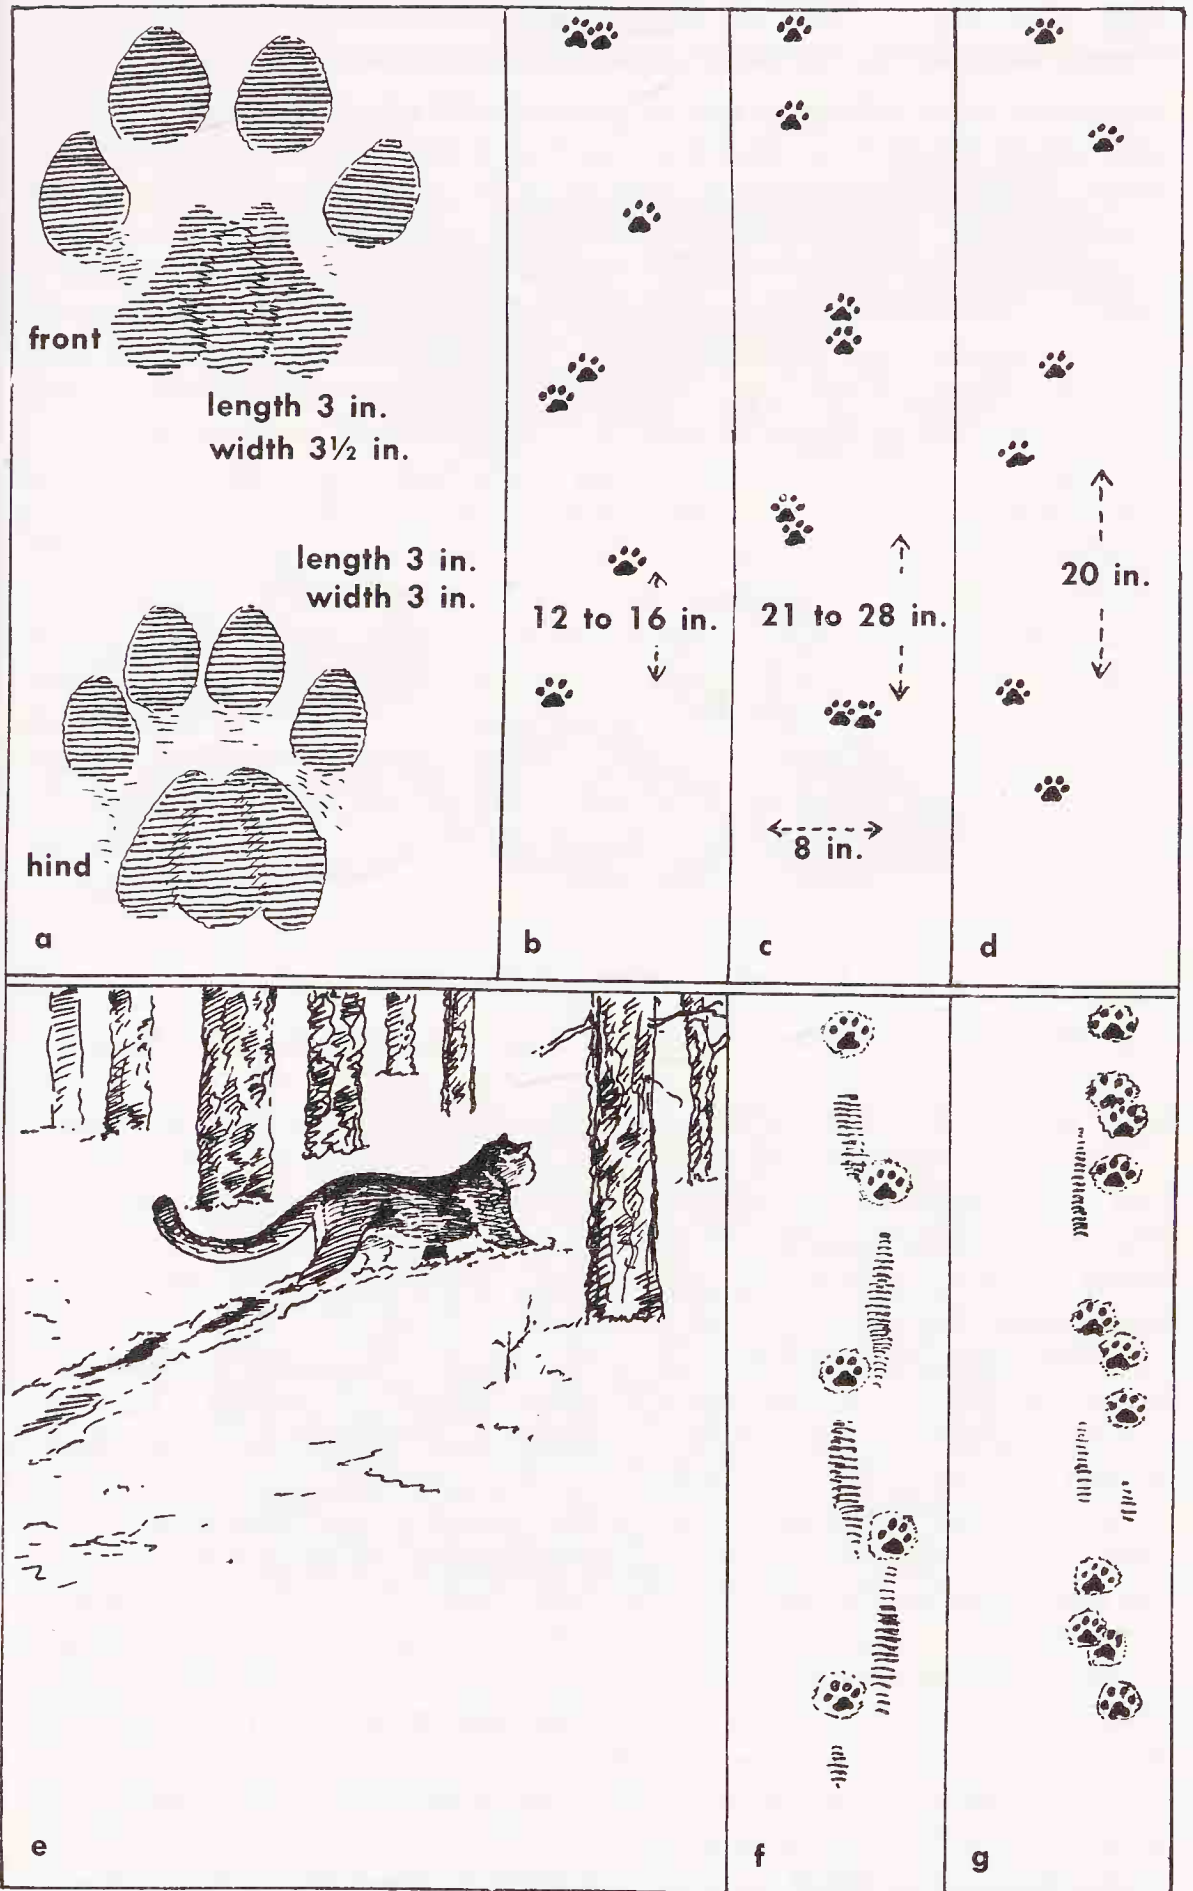 front
length 3 in.
width 3½ in.
length 3 in.
width 3 in.
hind
a
12 to 16 in.
b
21 to 28 in.
8 in.
c
20 in.
d
e
f
g